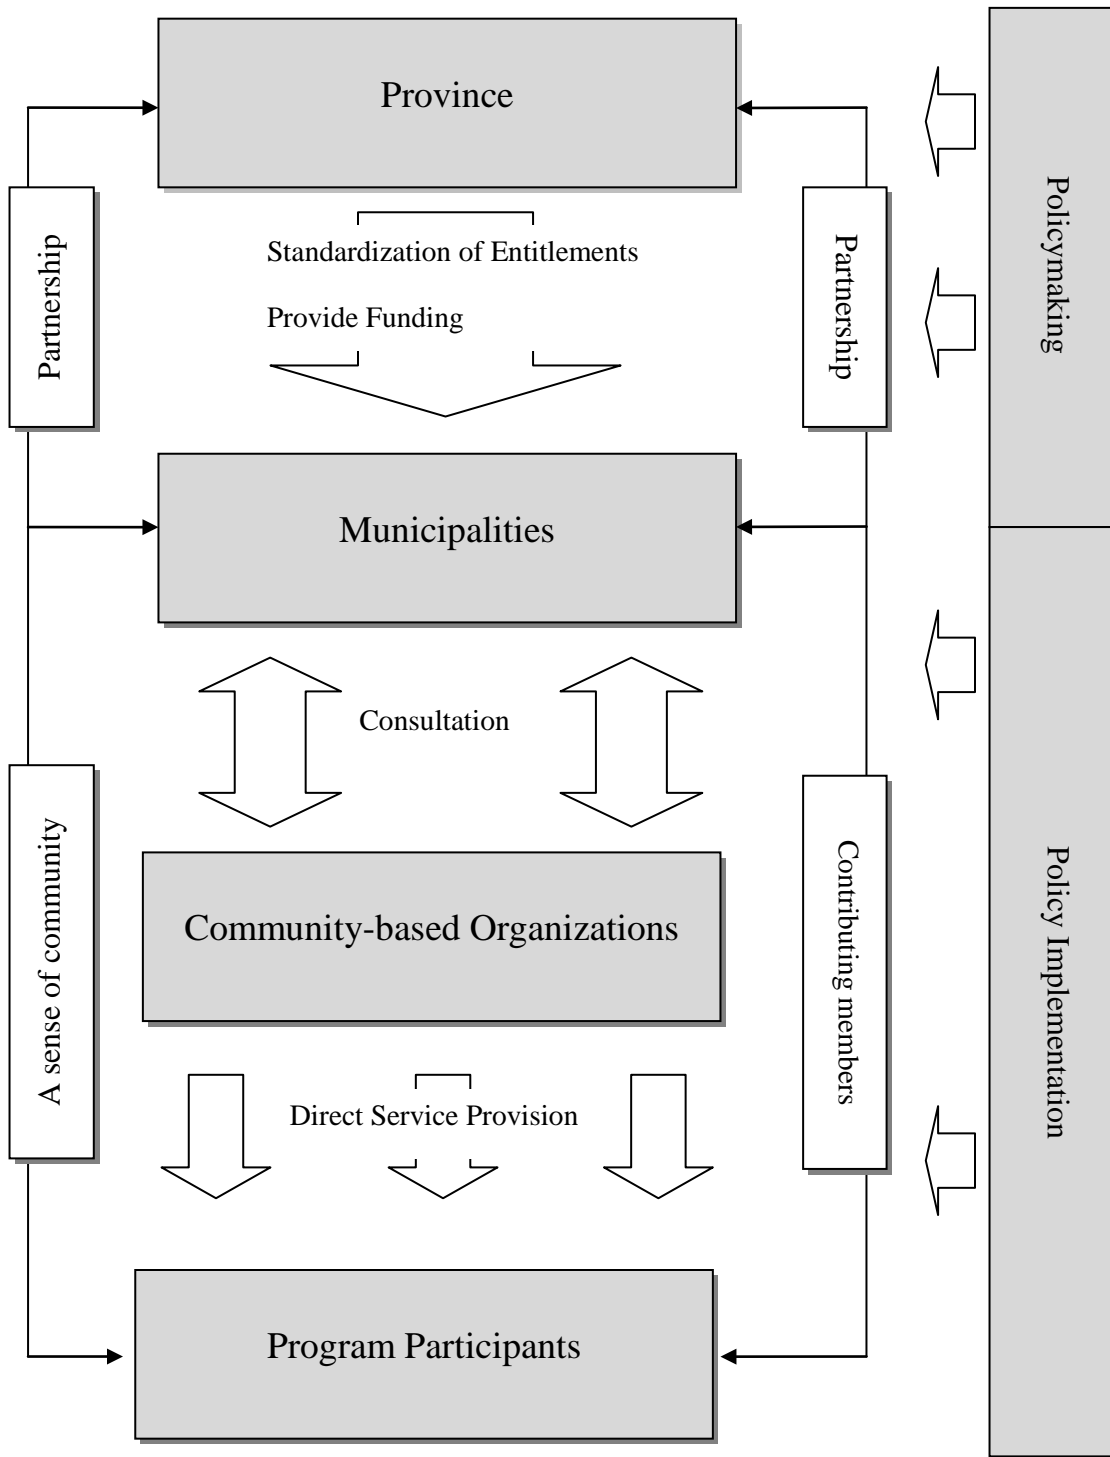 Province
Policymaking
Partnership
Standardization of Entitlements
Provide Funding
Partnership
Municipalities
Consultation
A sense of community
Contributing members
Policy Implementation
Community-based Organizations
Direct Service Provision
Program Participants